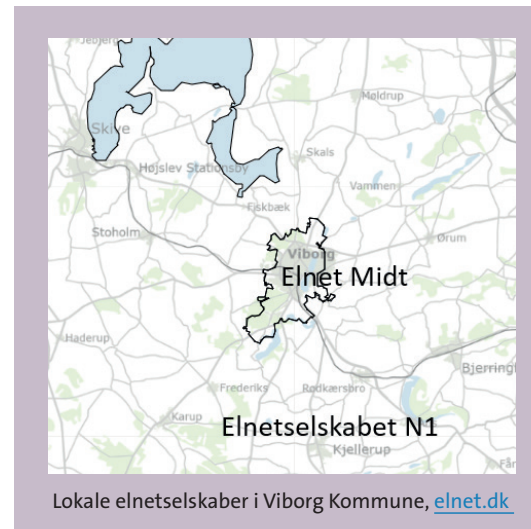 Jebjerg
Møldrup
Skive
Skals
Højslev Stationsby
Vammen
Fiskbæk
Stoholm
Ørum
Viborg
Elnet Midt
Haderup
Bjerring
Frederiks
Rødkærsbro
Karup
Elnetselskabet N1
Kjellerup
Får
Lokale elnetselskaber i Viborg Kommune, elnet.dk